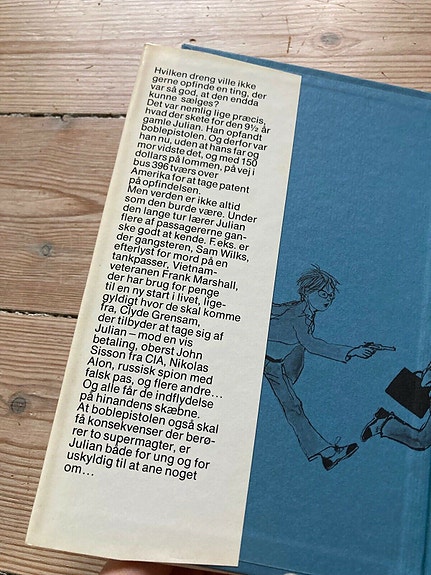 Hvilken dreng ville ikke
gerne opfinde en ting, der
var så god, at den endda
kunne sælges?
Det var nemlig lige præcis,
hvad der skete for den 9½ år
gamle Julian. Han opfandt
boblepistolen. Og derfor var
han nu, uden at hans far og
mor vidste det, og med 150
dollars på lommen, på vej i
bus 396 tværs over
Amerika for at tage patent
på opfindelsen.
Men verden er ikke altid
som den burde være. Under
den lange tur lærer Julian
flere af passagererne gan-
ske godt at kende. F.eks. er
der gangsteren, Sam Wilks,
efterlyst for mord på en
tankpasser, Vietnam-
veteranen Frank Marshall,
der har brug for penge
til en ny start i livet, lige-
gyldigt hvor de skal komme
fra, Clyde Grensam,
der tilbyder at tage sig af
Julian – mod en vis
betaling, oberst John
Sisson fra CIA, Nikolas
Alon, russisk spion med
falsk pas, og flere andre...
Og alle får de indflydelse
på hinandens skæbne.
At boblepistolen også skal
få konsekvenser der berø-
rer to supermagter, er
Julian både for ung og for
uskyldig til at ane noget
om...